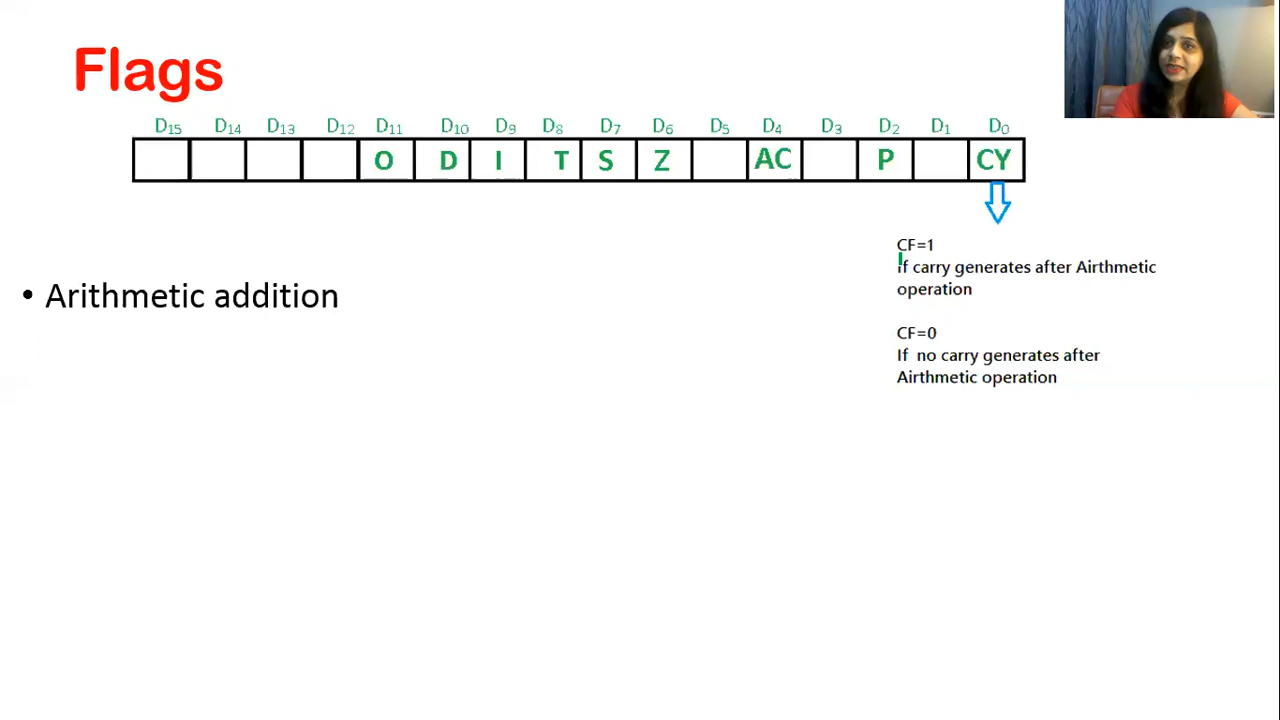 Flags
D₁₅ D₁₄ D₁₃ D₁₂ D₁₁ D₁₀ D₉ D₈ D₇ D₆ D₅ D₄ D₃ D₂ D₁ D₀
O D I T S Z AC P CY
CF=1
If carry generates after Airthmetic
operation
• Arithmetic addition
CF=0
If no carry generates after
Airthmetic operation